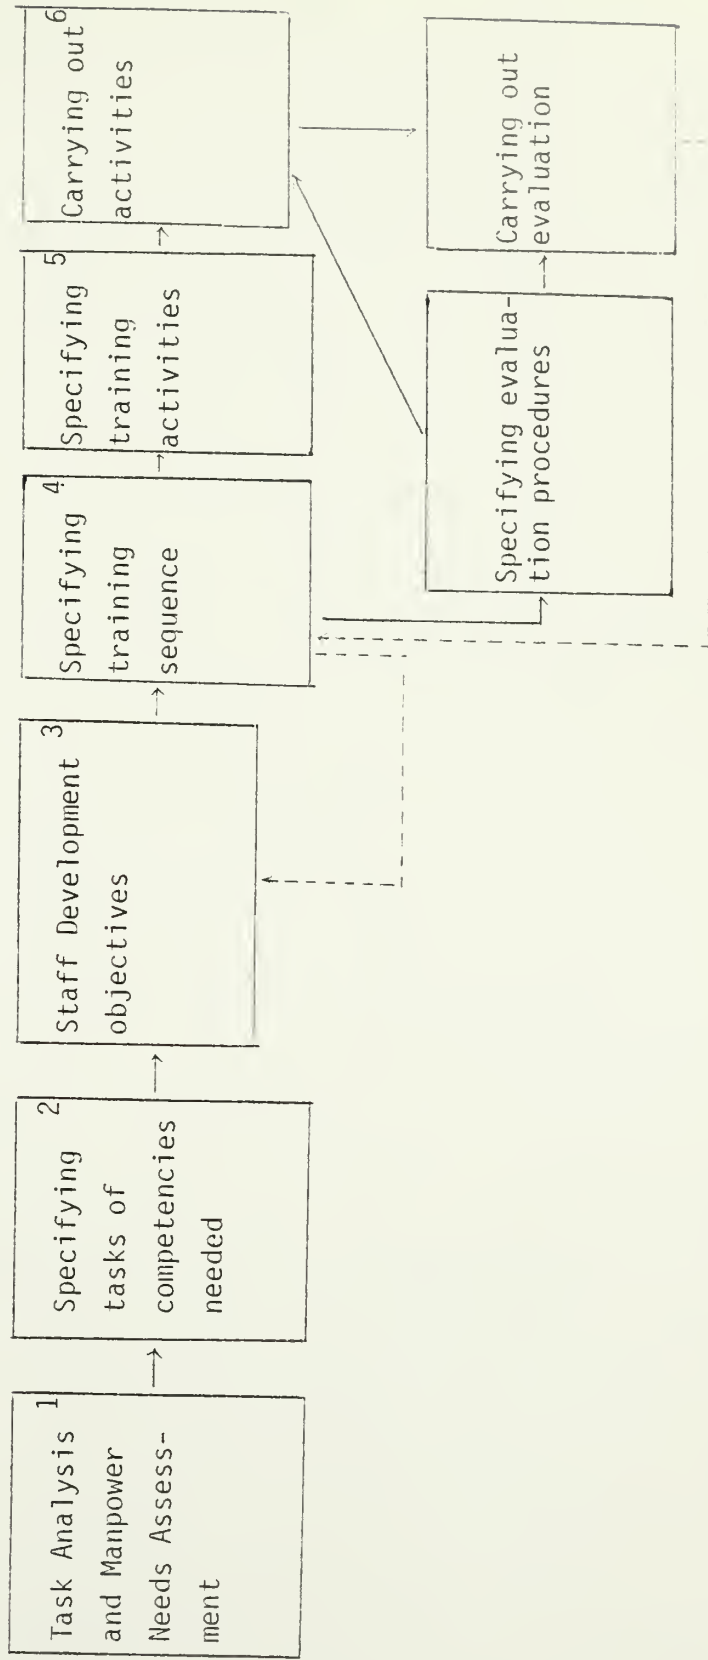 Task Analysis 1
and Manpower
Needs Assess-
ment
Specifying 2
tasks of
competencies
needed
Staff Development 3
objectives
Specifying 4
training
sequence
Specifying 5
training
activities
Carrying out 6
activities
Specifying evalua-
tion procedures
Carrying out
evaluation